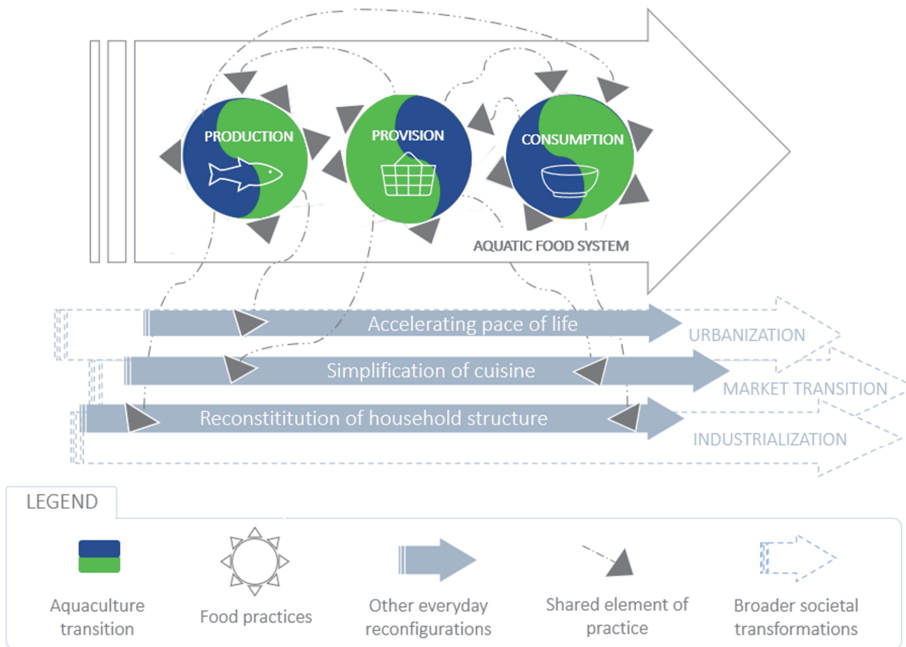 PRODUCTION
PROVISION
CONSUMPTION
AQUATIC FOOD SYSTEM
Accelerating pace of life
URBANIZATION
Simplification of cuisine
MARKET TRANSITION
Reconstititution of household structure
INDUSTRIALIZATION
LEGEND
Aquaculture
transition
Food practices
Other everyday
reconfigurations
Shared element of
practice
Broader societal
transformations